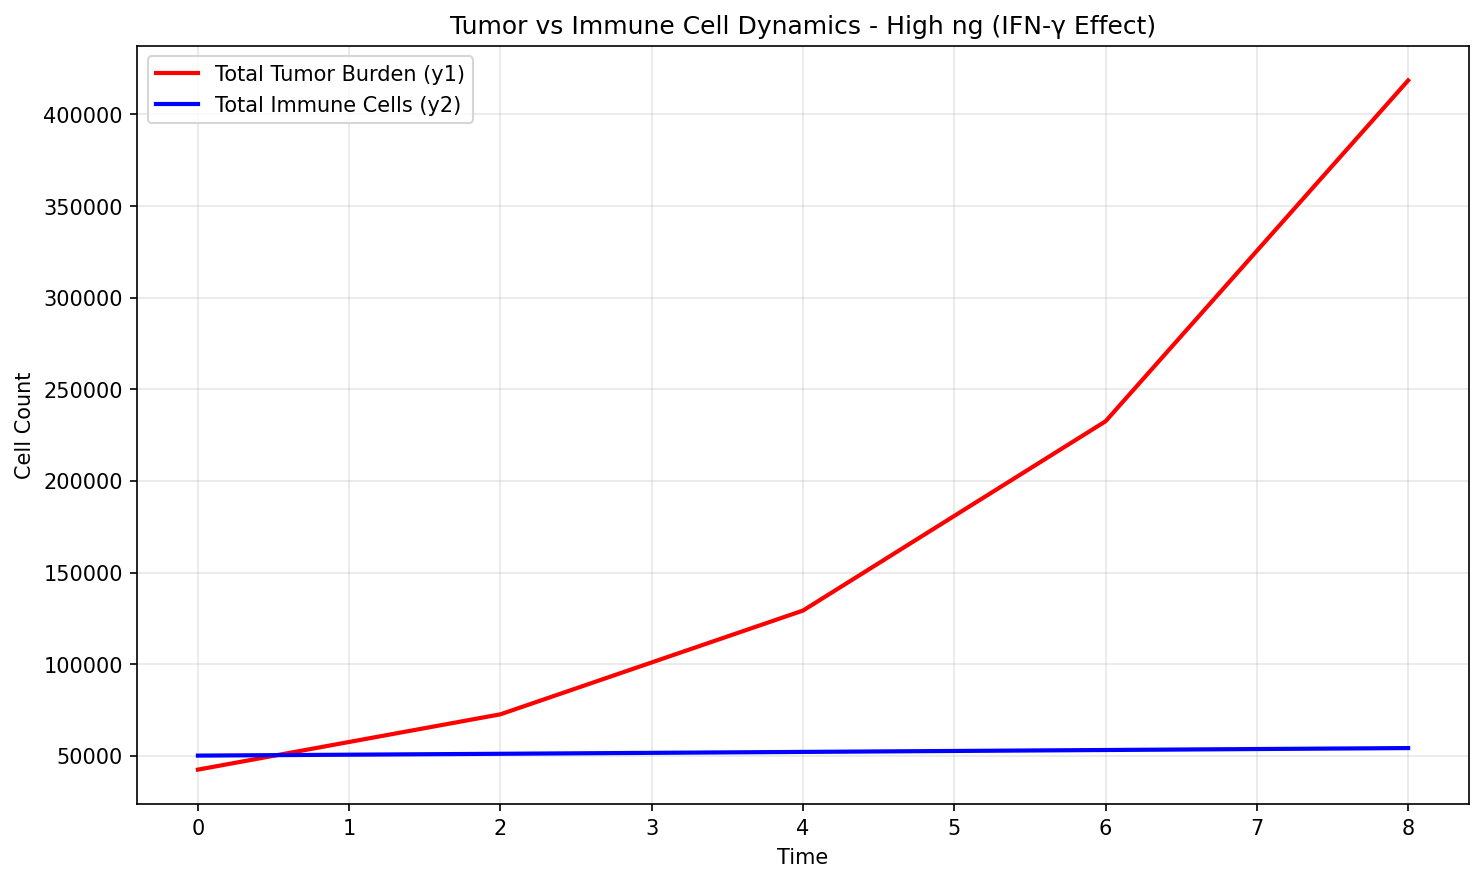 Tumor vs Immune Cell Dynamics - High ng (IFN-γ Effect)
Total Tumor Burden (y1)
Total Immune Cells (y2)
400000
350000
300000
250000
200000
150000
100000
50000
Cell Count
0 1 2 3 4 5 6 7 8
Time